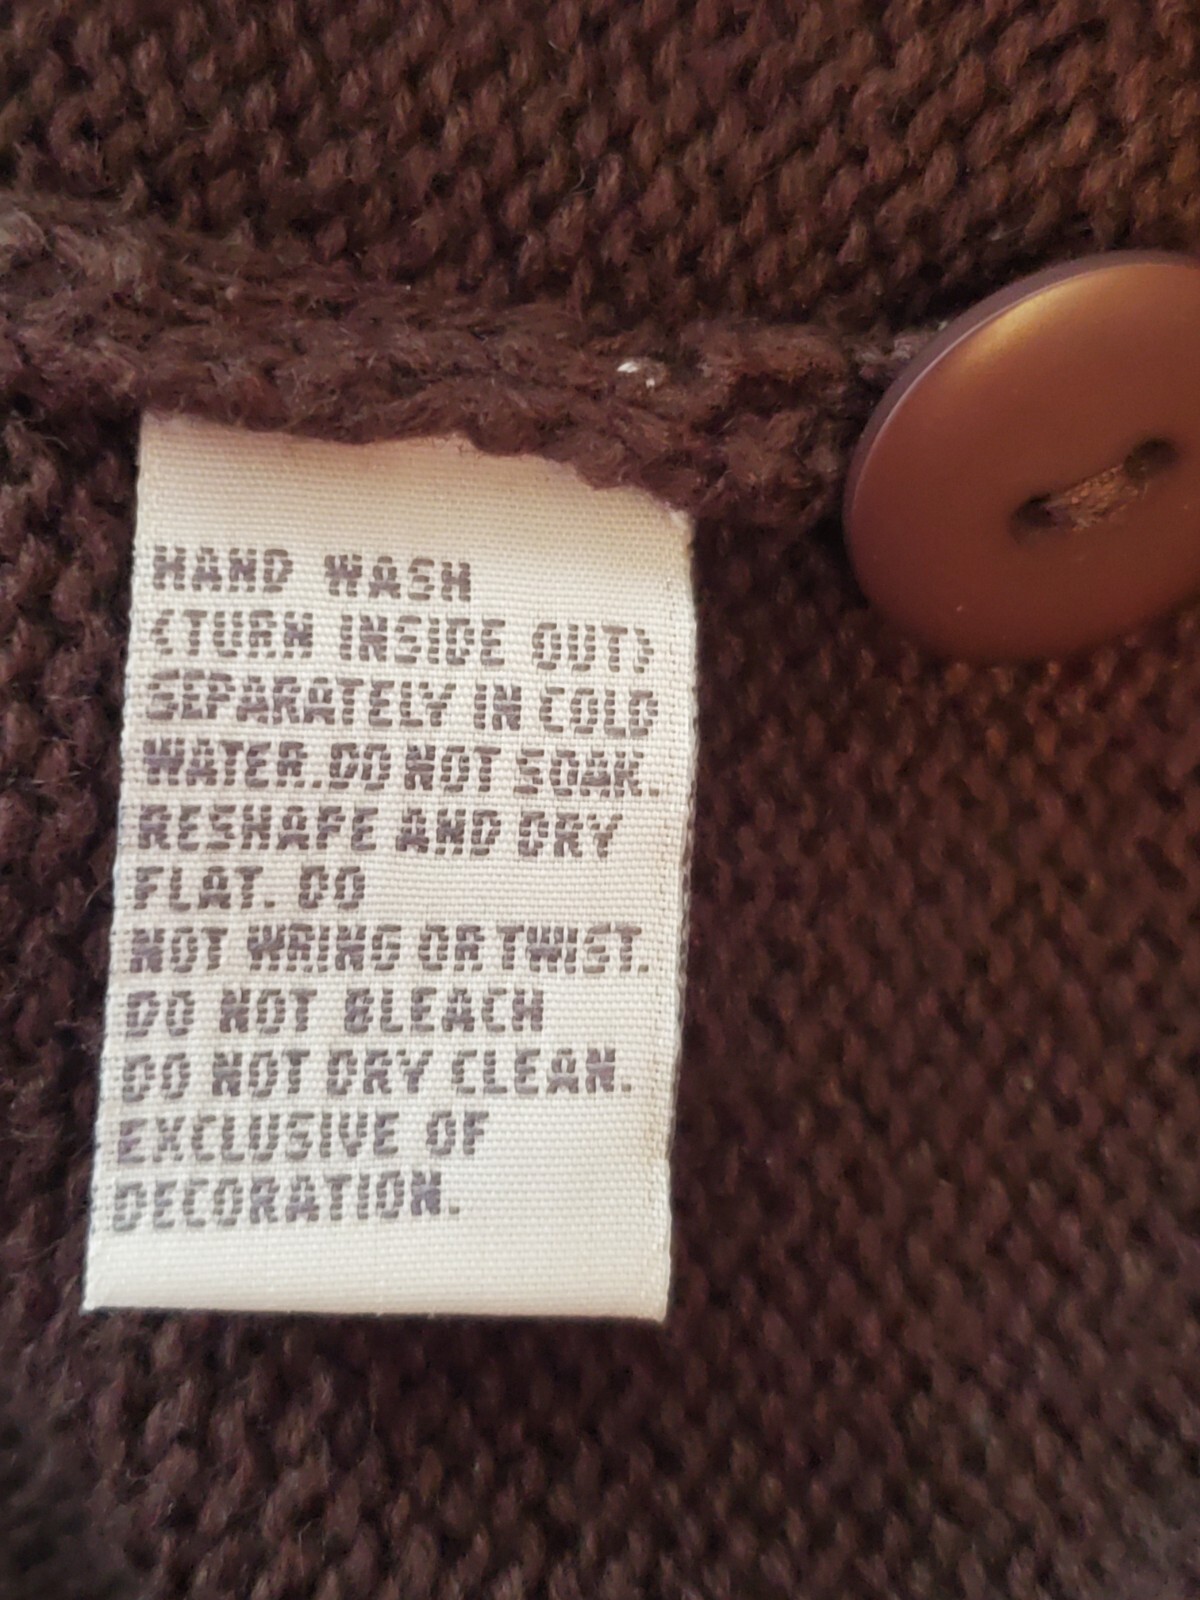 HAND WASH
(TURN INSIDE OUT)
SEPARATELY IN COLD
WATER.DO NOT SOAK.
RESHAPE AND DRY
FLAT. DO
NOT WRING OR TWIST.
DO NOT BLEACH
DO NOT DRY CLEAN.
EXCLUSIVE OF
DECORATION.